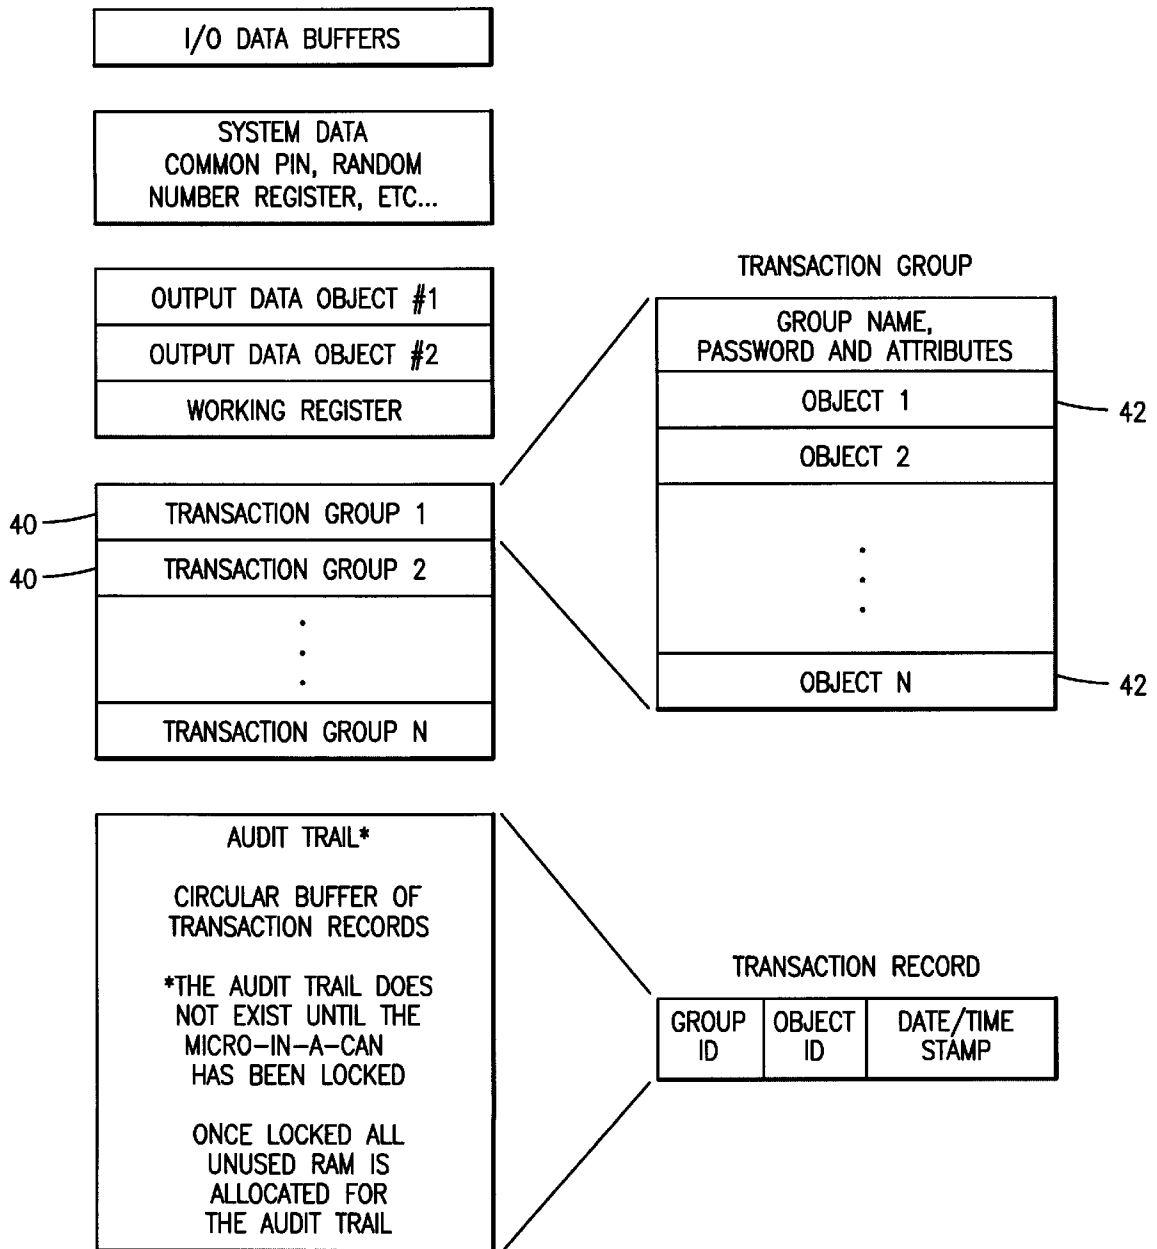 I/O DATA BUFFERS
SYSTEM DATA
COMMON PIN, RANDOM
NUMBER REGISTER, ETC...
OUTPUT DATA OBJECT #1
OUTPUT DATA OBJECT #2
WORKING REGISTER
40
TRANSACTION GROUP 1
40
TRANSACTION GROUP 2
TRANSACTION GROUP N
TRANSACTION GROUP
GROUP NAME,
PASSWORD AND ATTRIBUTES
OBJECT 1
42
OBJECT 2
OBJECT N
42
AUDIT TRAIL*
CIRCULAR BUFFER OF
TRANSACTION RECORDS
*THE AUDIT TRAIL DOES
NOT EXIST UNTIL THE
MICRO-IN-A-CAN
HAS BEEN LOCKED
ONCE LOCKED ALL
UNUSED RAM IS
ALLOCATED FOR
THE AUDIT TRAIL
TRANSACTION RECORD
GROUP
ID
OBJECT
ID
DATE/TIME
STAMP